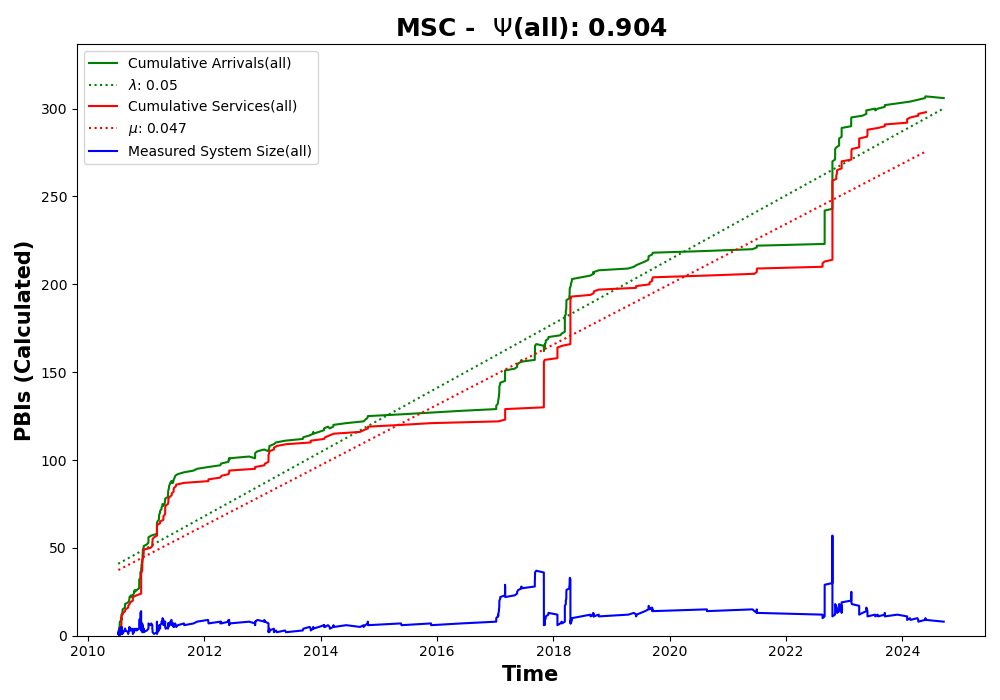 MSC -  Ψ(all): 0.904
Cumulative Arrivals(all)
λ: 0.05
Cumulative Services(all)
μ: 0.047
Measured System Size(all)
PBIs (Calculated)
300
250
200
150
100
50
0
2010 2012 2014 2016 2018 2020 2022 2024
Time